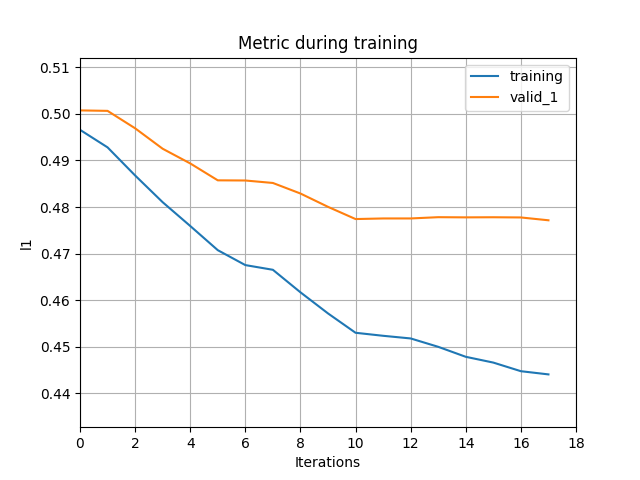 Metric during training
training
valid_1
0.51
0.50
0.49
0.48
0.47
0.46
0.45
0.44
l1
0 2 4 6 8 10 12 14 16 18
Iterations